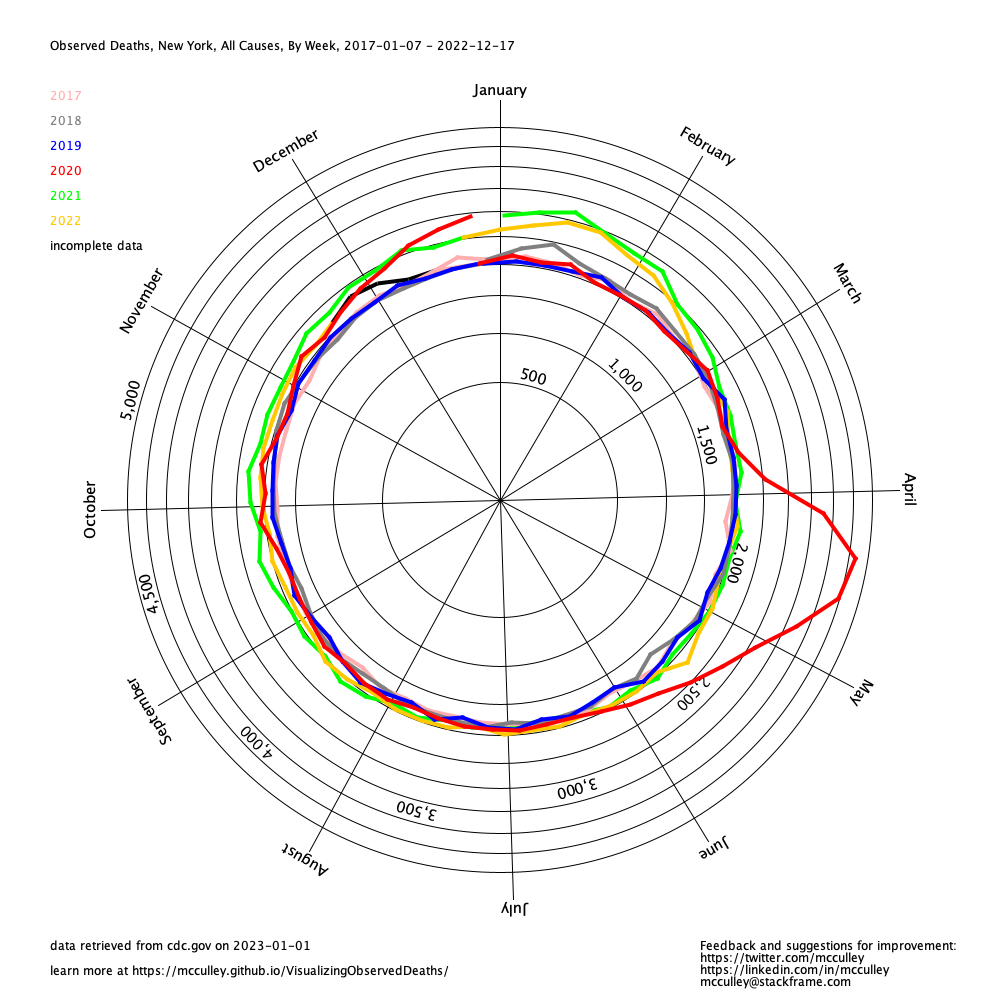 Observed Deaths, New York, All Causes, By Week, 2017-01-07 - 2022-12-17
2017
2018
2019
2020
2021
2022
incomplete data
January
February
March
April
May
June
July
August
September
October
November
December
500
1,000
1,500
2,000
2,500
3,000
3,500
4,000
4,500
5,000
data retrieved from cdc.gov on 2023-01-01
learn more at https://mcculley.github.io/VisualizingObservedDeaths/
Feedback and suggestions for improvement:
https://twitter.com/mcculley
https://linkedin.com/in/mcculley
mcculley@stackframe.com